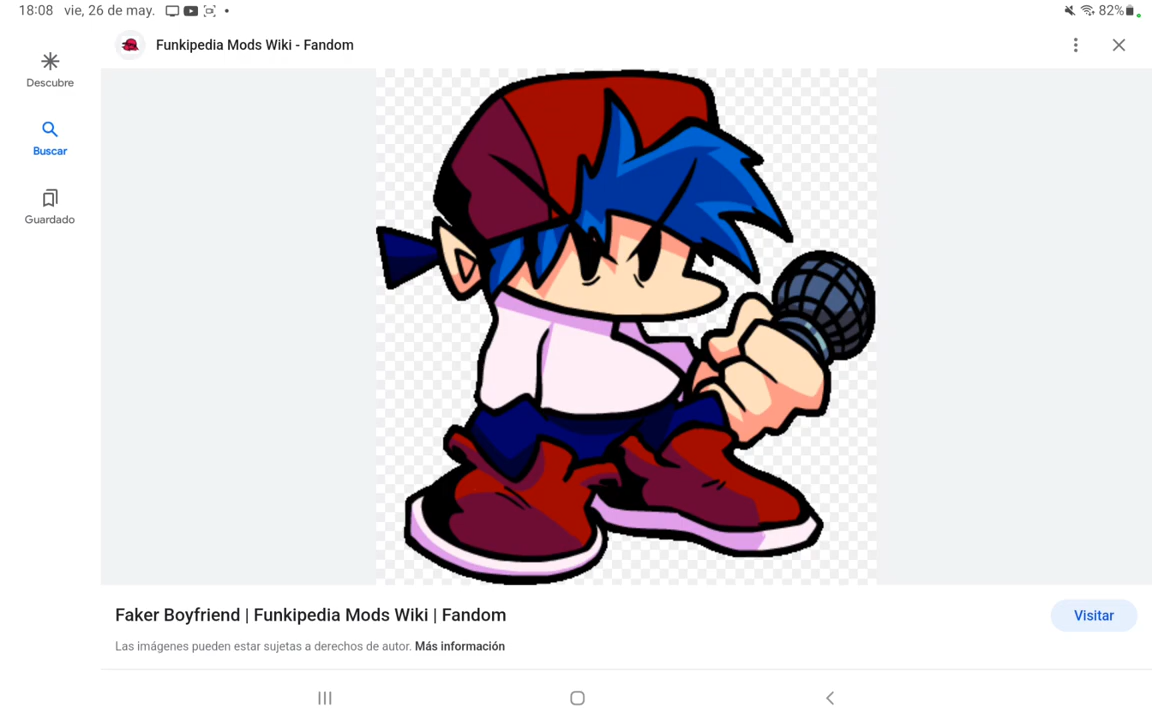 18:08 vie, 26 de may. 82%
Funkipedia Mods Wiki - Fandom
Descubre
Buscar
Guardado
Faker Boyfriend | Funkipedia Mods Wiki | Fandom
Visitar
Las imágenes pueden estar sujetas a derechos de autor. Más información